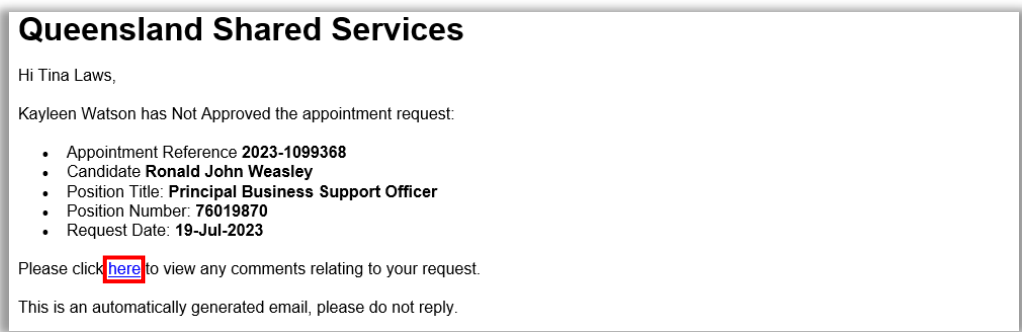 Queensland Shared Services
Hi Tina Laws,
Kayleen Watson has Not Approved the appointment request:
• Appointment Reference 2023-1099368
• Candidate Ronald John Weasley
• Position Title: Principal Business Support Officer
• Position Number: 76019870
• Request Date: 19-Jul-2023
Please click here to view any comments relating to your request.
This is an automatically generated email, please do not reply.